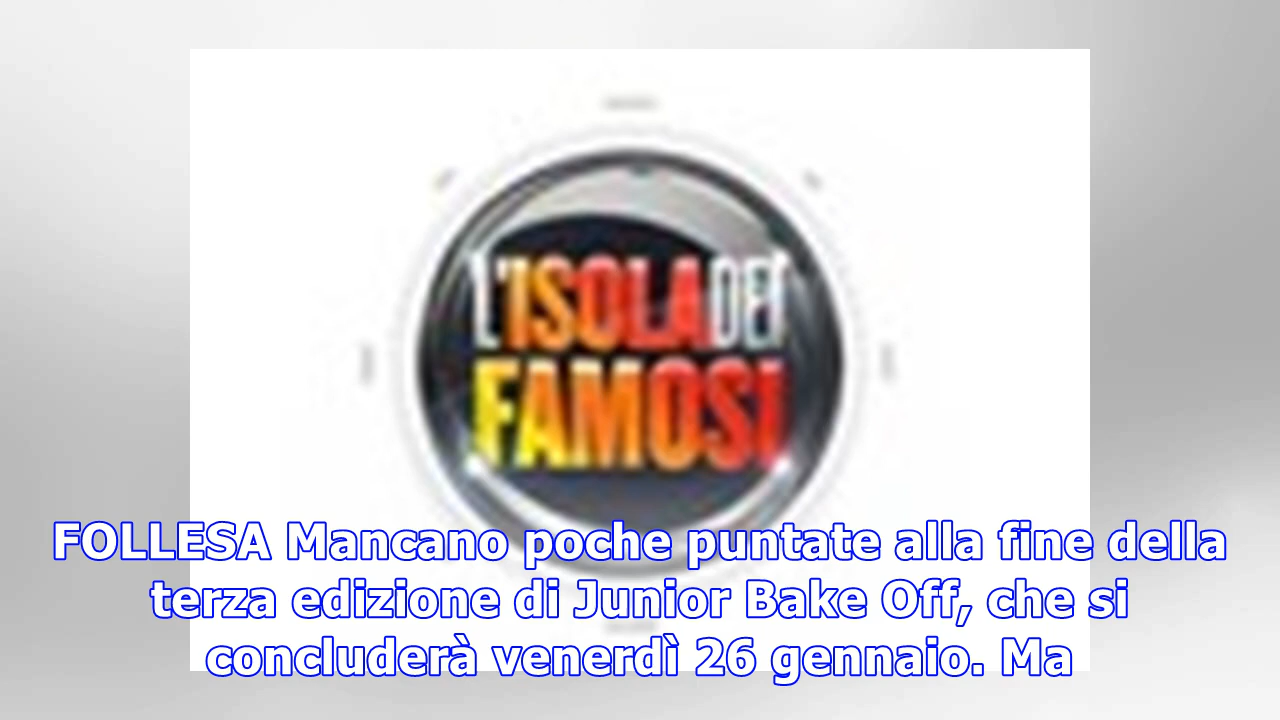 L'ISOLA DEI
FAMOSI
FOLLESA Mancano poche puntate alla fine della
terza edizione di Junior Bake Off, che si
concluderà venerdì 26 gennaio. Ma